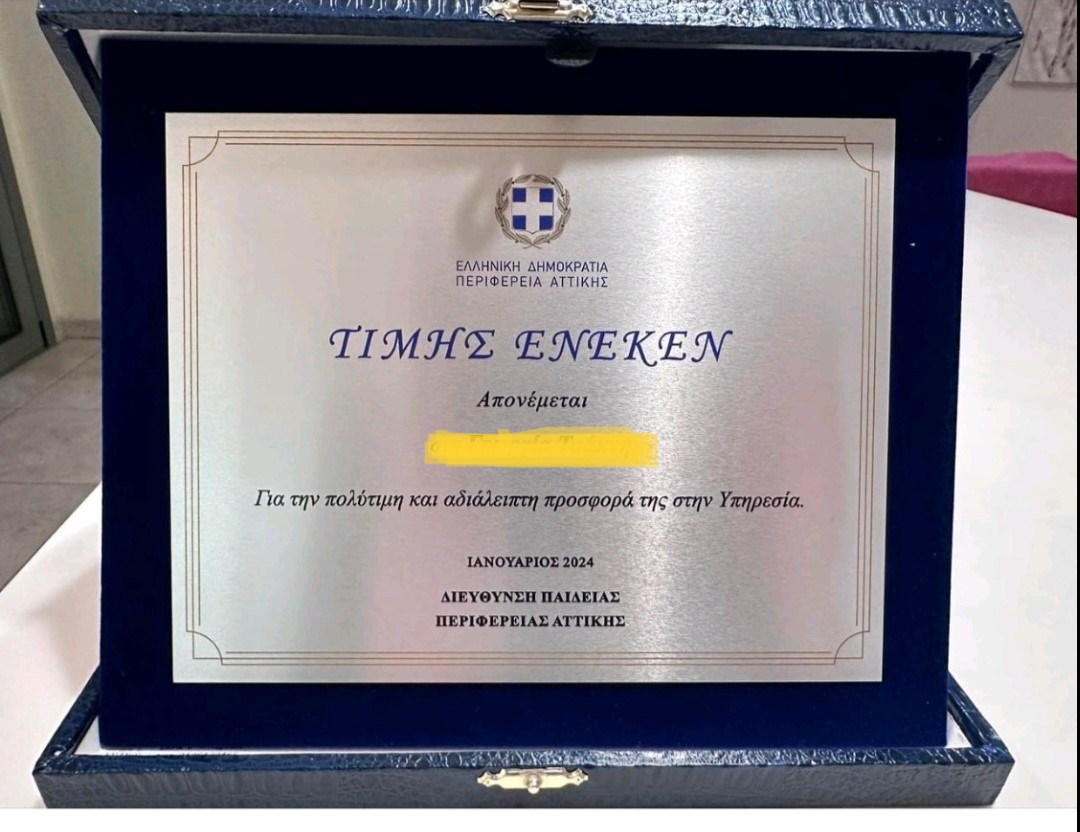 ΕΛΛΗΝΙΚΗ ΔΗΜΟΚΡΑΤΙΑ
ΠΕΡΙΦΕΡΕΙΑ ΑΤΤΙΚΗΣ
ΤΙΜΗΣ ΕΝΕΚΕΝ
Απονέμεται
Για την πολύτιμη και αδιάλειπτη προσφορά της στην Υπηρεσία.
ΙΑΝΟΥΑΡΙΟΣ 2024
ΔΙΕΥΘΥΝΣΗ ΠΑΙΔΕΙΑΣ
ΠΕΡΙΦΕΡΕΙΑΣ ΑΤΤΙΚΗΣ